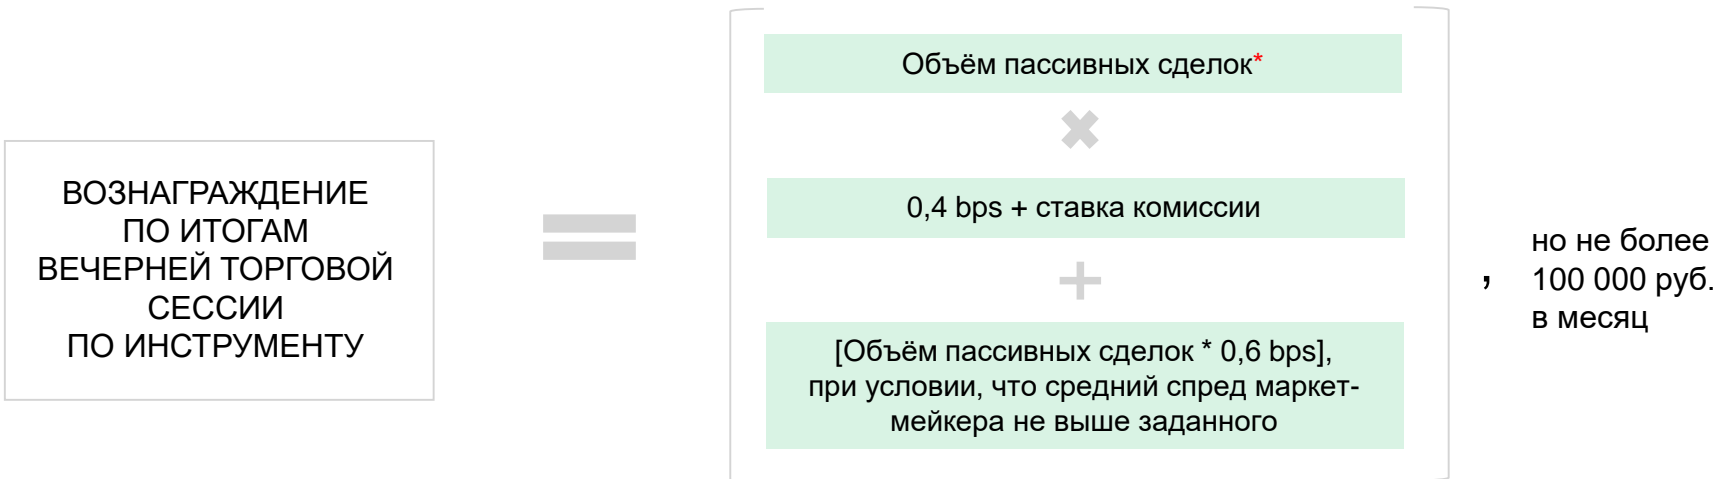 ВОЗНАГРАЖДЕНИЕ
ПО ИТОГАМ
ВЕЧЕРНЕЙ ТОРГОВОЙ
СЕССИИ
ПО ИНСТРУМЕНТУ
=
Объём пассивных сделок*
×
0,4 bps + ставка комиссии
+
[Объём пассивных сделок * 0,6 bps],
при условии, что средний спред маркет-
мейкера не выше заданного
,
но не более
100 000 руб.
в месяц